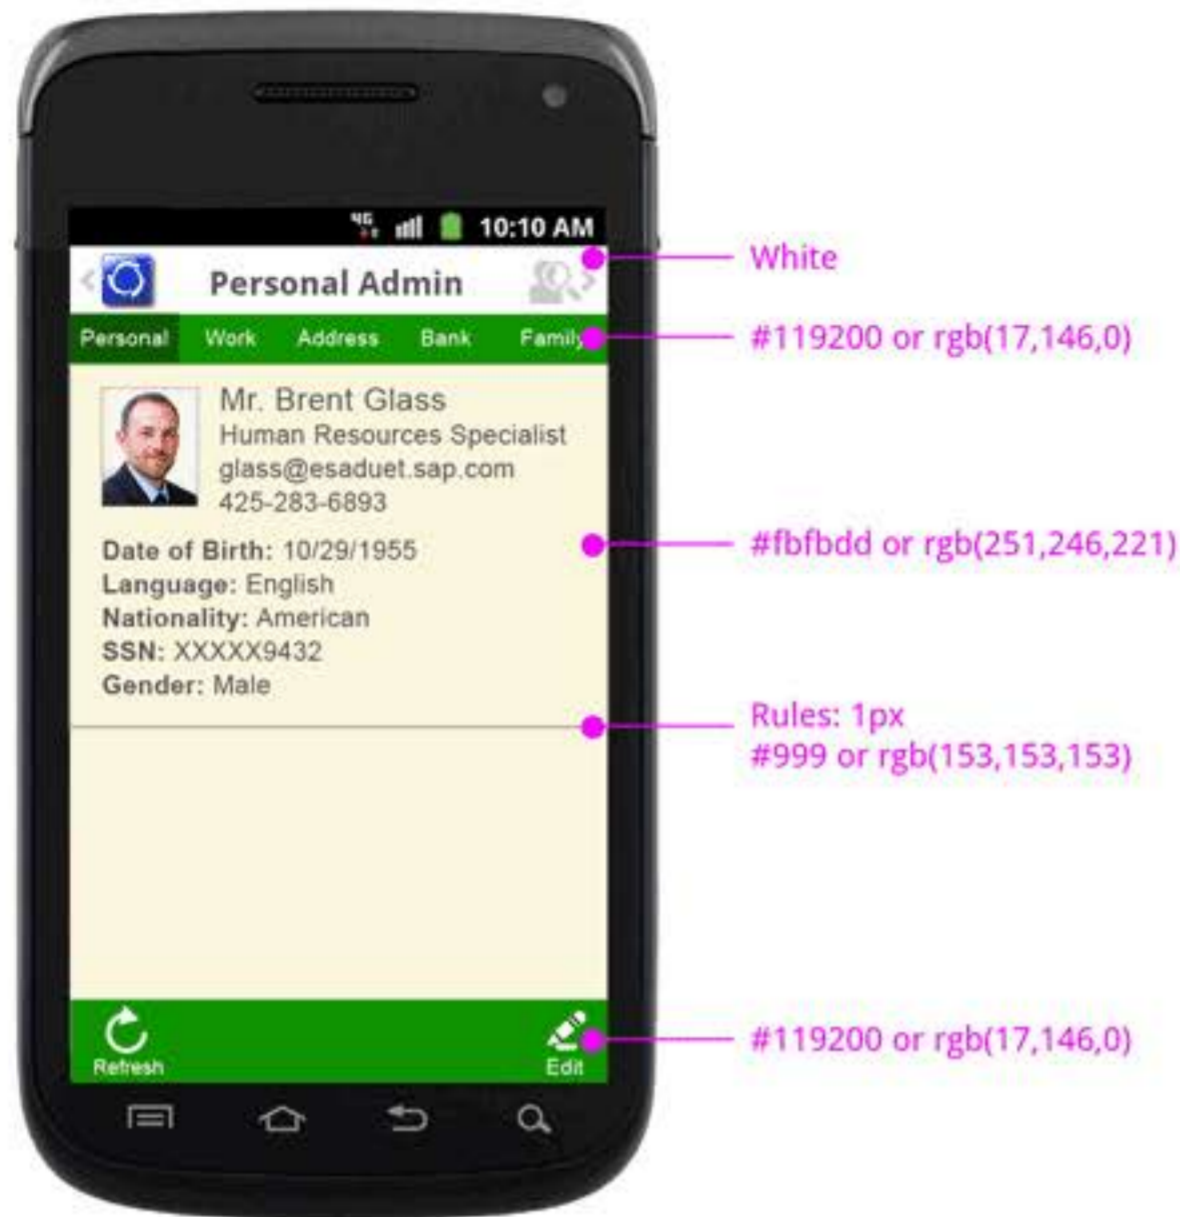 4G 10:10 AM
Personal Admin
White
Personal Work Address Bank Family
#119200 or rgb(17,146,0)
Mr. Brent Glass
Human Resources Specialist
glass@esaduet.sap.com
425-283-6893
Date of Birth: 10/29/1955
#fbfbdd or rgb(251,246,221)
Language: English
Nationality: American
SSN: XXXXX9432
Gender: Male
Rules: 1px
#999 or rgb(153,153,153)
Refresh
Edit
#119200 or rgb(17,146,0)